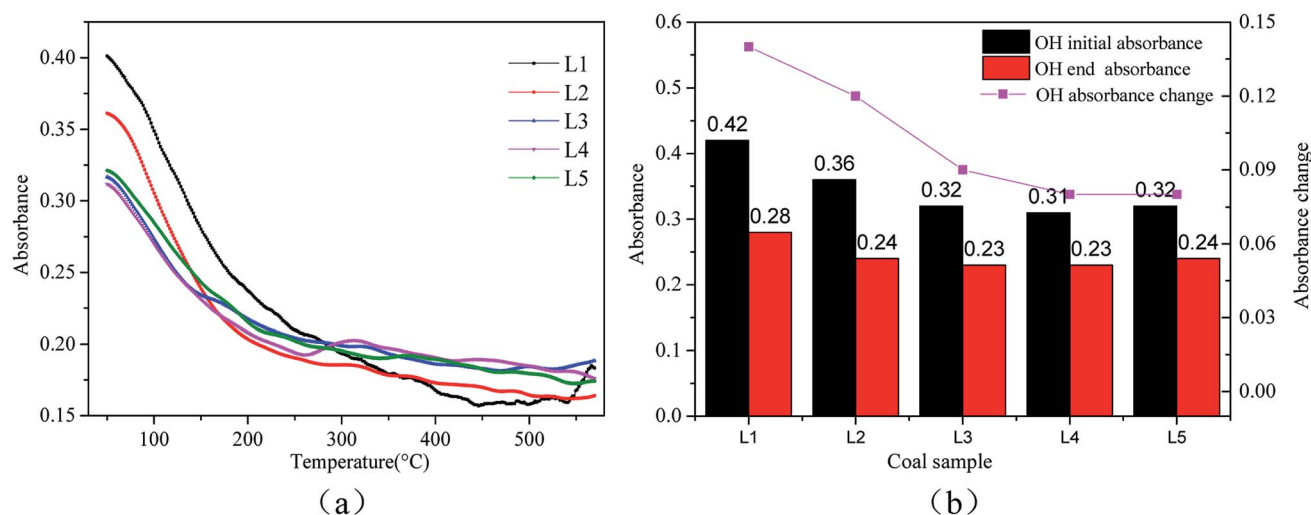 0.40
0.35
0.30
0.25
0.20
0.15
Absorbance
L1
L2
L3
L4
L5
100 200 300 400 500
Temperature(°C)
(a)
0.6
0.5
0.4
0.3
0.2
0.1
0.0
Absorbance
OH initial absorbance
OH end absorbance
OH absorbance change
0.42
0.28
0.36
0.24
0.32
0.23
0.31
0.23
0.32
0.24
0.15
0.12
0.09
0.06
0.03
0.00
Absorbance change
L1 L2 L3 L4 L5
Coal sample
(b)